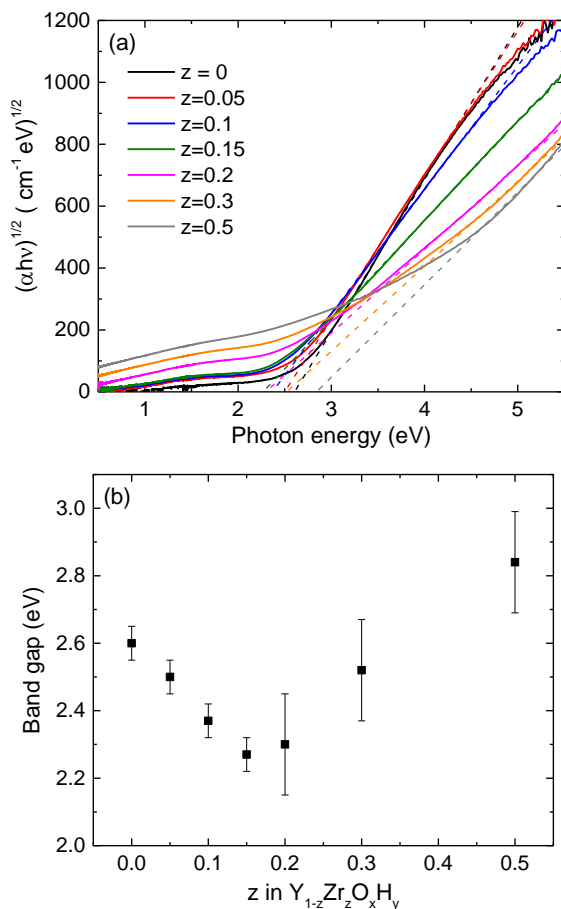 (a)
z = 0
z=0.05
z=0.1
z=0.15
z=0.2
z=0.3
z=0.5
(αhν)^{1/2} ( cm^{-1} eV)^{1/2}
1200
1000
800
600
400
200
0
1 2 3 4 5
Photon energy (eV)
(b)
Band gap (eV)
3.0
2.8
2.6
2.4
2.2
2.0
0.0 0.1 0.2 0.3 0.4 0.5
z in Y_{1-z}Zr_zO_xH_y